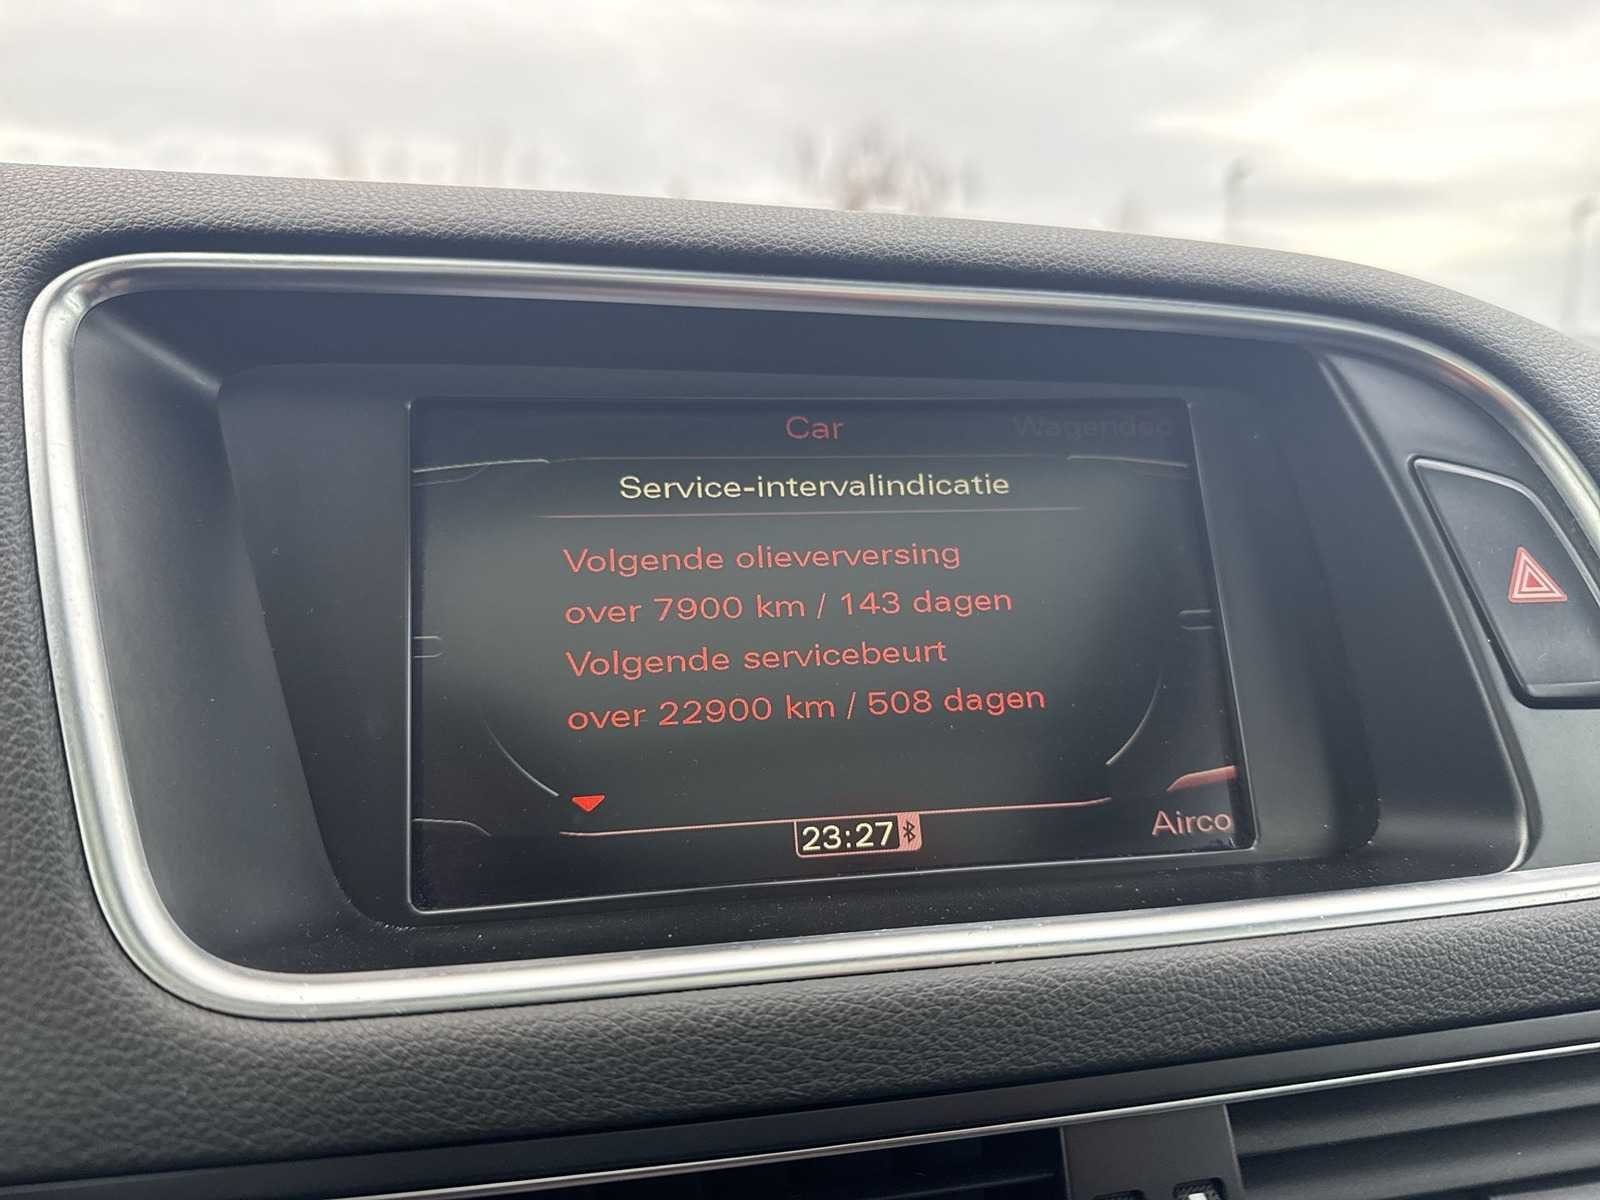 Car
Service-intervalindicatie
Volgende olieverversing
over 7900 km / 143 dagen
Volgende servicebeurt
over 22900 km / 508 dagen
23:27
Airco